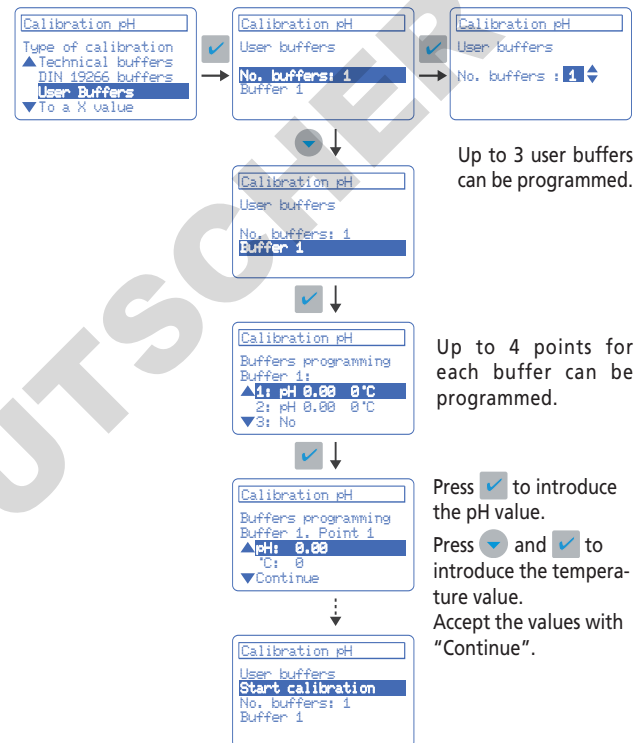 Calibration pH
Type of calibration
▲Technical buffers
DIN 19266 buffers
User Buffers
▼To a X value
Calibration pH
User buffers
No. buffers: 1
Buffer 1
Calibration pH
User buffers
No. buffers : 1
Up to 3 user buffers
can be programmed.
Calibration pH
User buffers
No. buffers: 1
Buffer 1
Calibration pH
Buffers programming
Buffer 1:
▲1: pH 0.00 0°C
2: pH 0.00 0°C
▼3: No
Up to 4 points for
each buffer can be
programmed.
Calibration pH
Buffers programming
Buffer 1. Point 1
▲pH: 0.00
°C: 0
▼Continue
Press ✔ to introduce
the pH value.
Press ▼ and ✔ to
introduce the tempera-
ture value.
Accept the values with
“Continue”.
Calibration pH
User buffers
Start calibration
No. buffers: 1
Buffer 1
UTSCHER